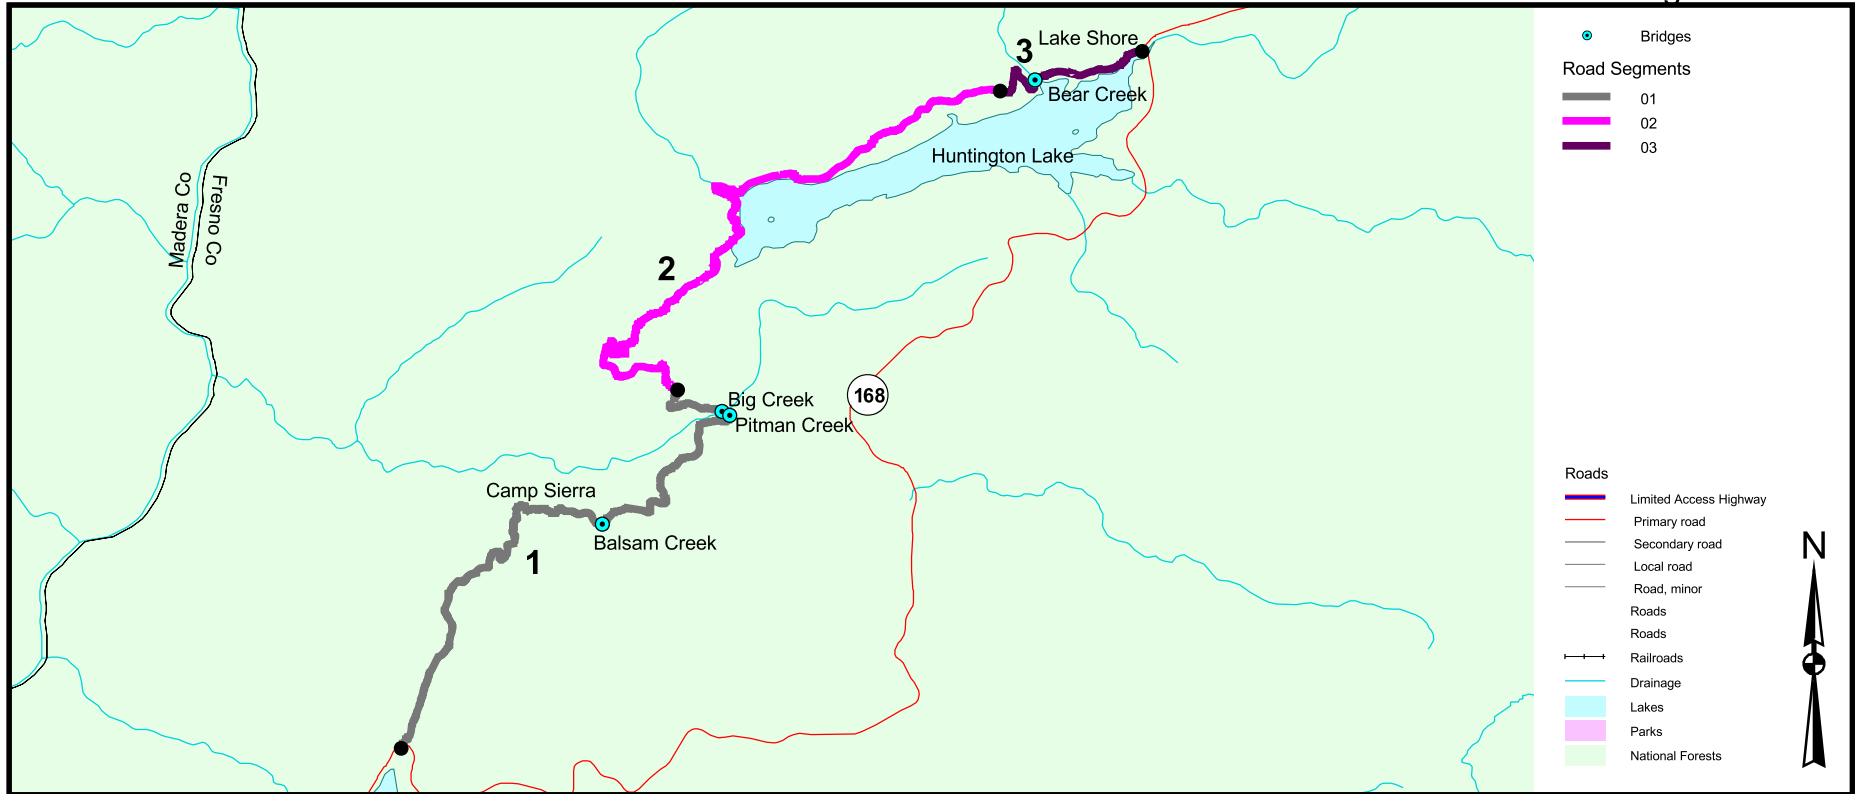 Lake Shore
3
Bear Creek
Huntington Lake
Madera Co
Fresno Co
2
168
Big Creek
Pitman Creek
Camp Sierra
Balsam Creek
1
Bridges
Road Segments
01
02
03
Roads
Limited Access Highway
Primary road
Secondary road
Local road
Road, minor
Roads
Roads
Railroads
Drainage
Lakes
Parks
National Forests
N